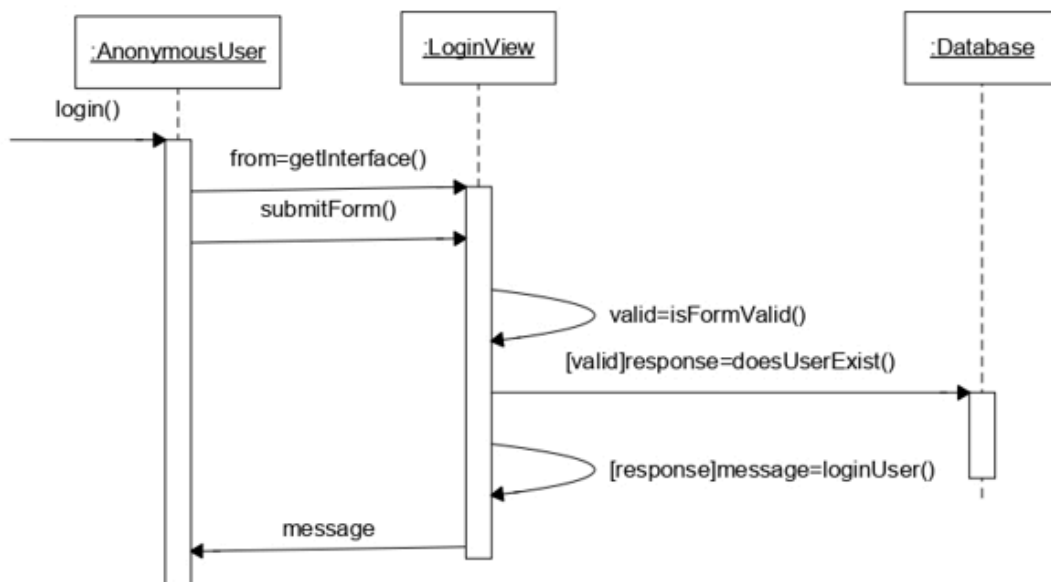 :AnonymousUser
:LoginView
:Database
login()
from=getInterface()
submitForm()
valid=isFormValid()
[valid]response=doesUserExist()
[response]message=loginUser()
message